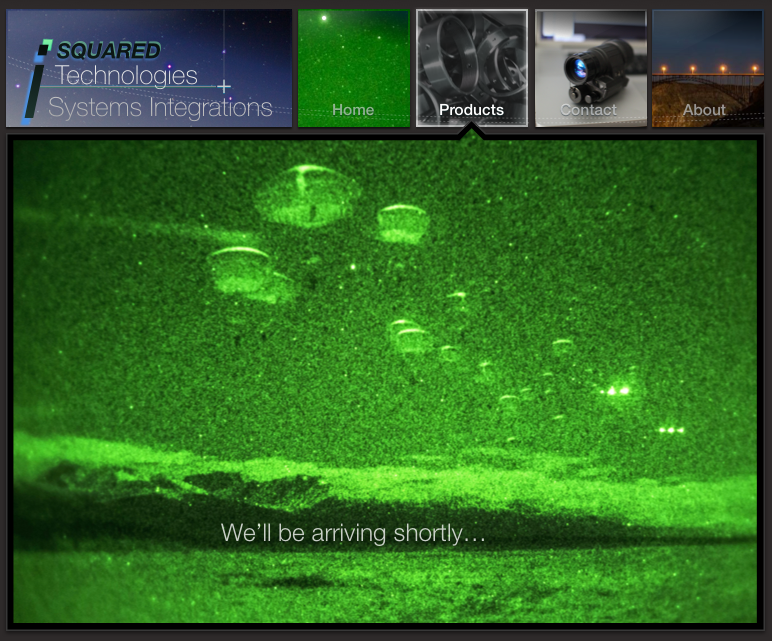 i SQUARED
Technologies
Systems Integrations
Home
Products
Contact
About
We’ll be arriving shortly…